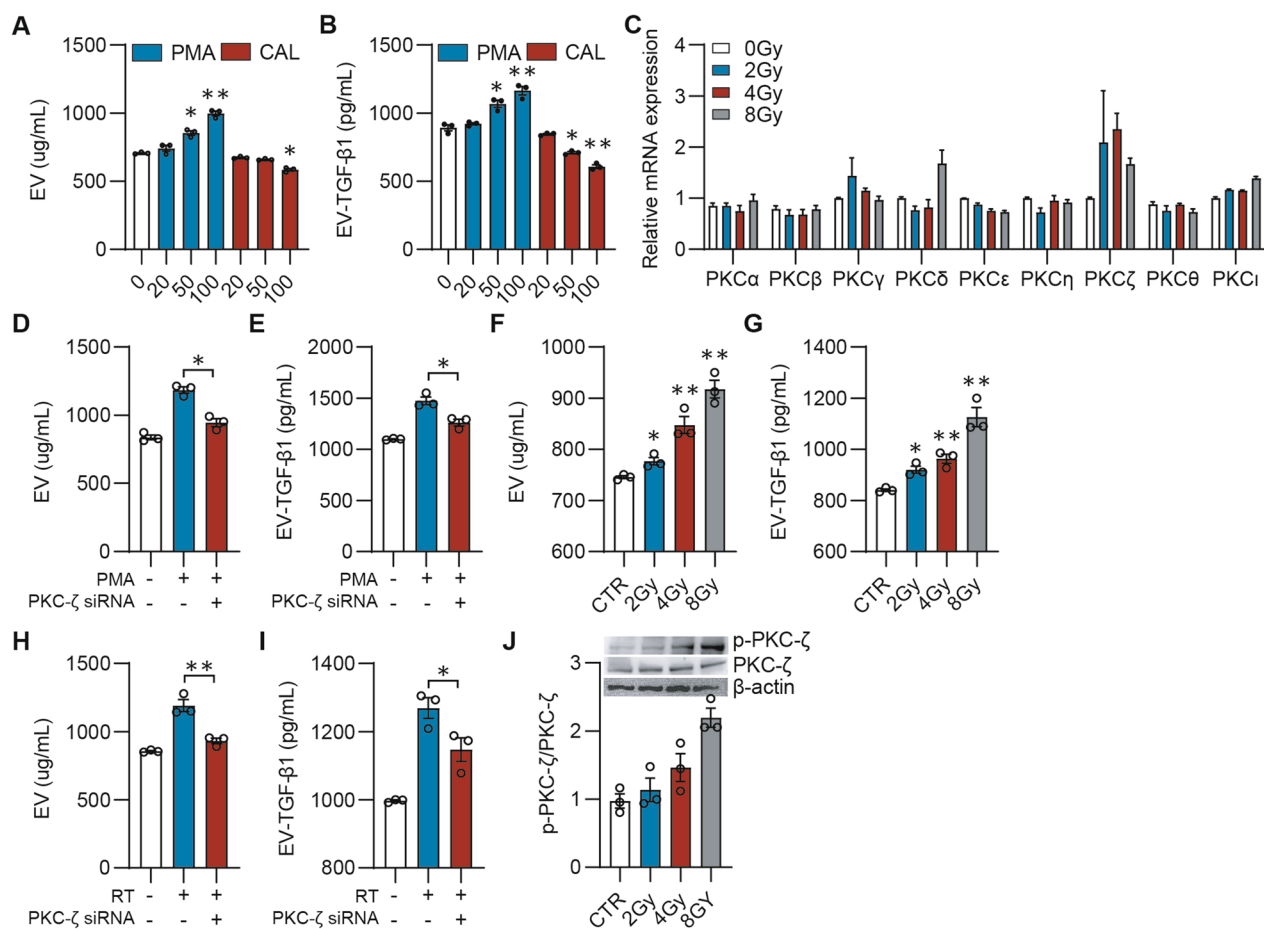 A
1500
1000
500
0
EV (ug/mL)
PMA CAL
* ** *
0 20 50 100 20 50 100
B
1500
1000
500
0
EV-TGF-β1 (pg/mL)
PMA CAL
* ** * **
0 20 50 100 20 50 100
C
4
3
2
1
0
Relative mRNA expression
0Gy
2Gy
4Gy
8Gy
PKCα PKCβ PKCγ PKCδ PKCε PKCη PKCζ PKCθ PKCι
D
1500
1000
500
0
EV (ug/mL)
*
PMA - + +
PKC-ζ siRNA - - +
E
2000
1500
1000
500
0
EV-TGF-β1 (pg/mL)
*
PMA - + +
PKC-ζ siRNA - - +
F
1000
900
800
700
600
EV (ug/mL)
* ** **
CTR 2Gy 4Gy 8Gy
G
1400
1200
1000
800
600
EV-TGF-β1 (pg/mL)
* ** **
CTR 2Gy 4Gy 8Gy
H
1500
1000
500
0
EV (ug/mL)
**
RT - + +
PKC-ζ siRNA - - +
I
1400
1200
1000
800
EV-TGF-β1 (pg/mL)
*
RT - + +
PKC-ζ siRNA - - +
J
p-PKC-ζ
PKC-ζ
β-actin
3
2
1
0
p-PKC-ζ/PKC-ζ
CTR 2Gy 4Gy 8GY